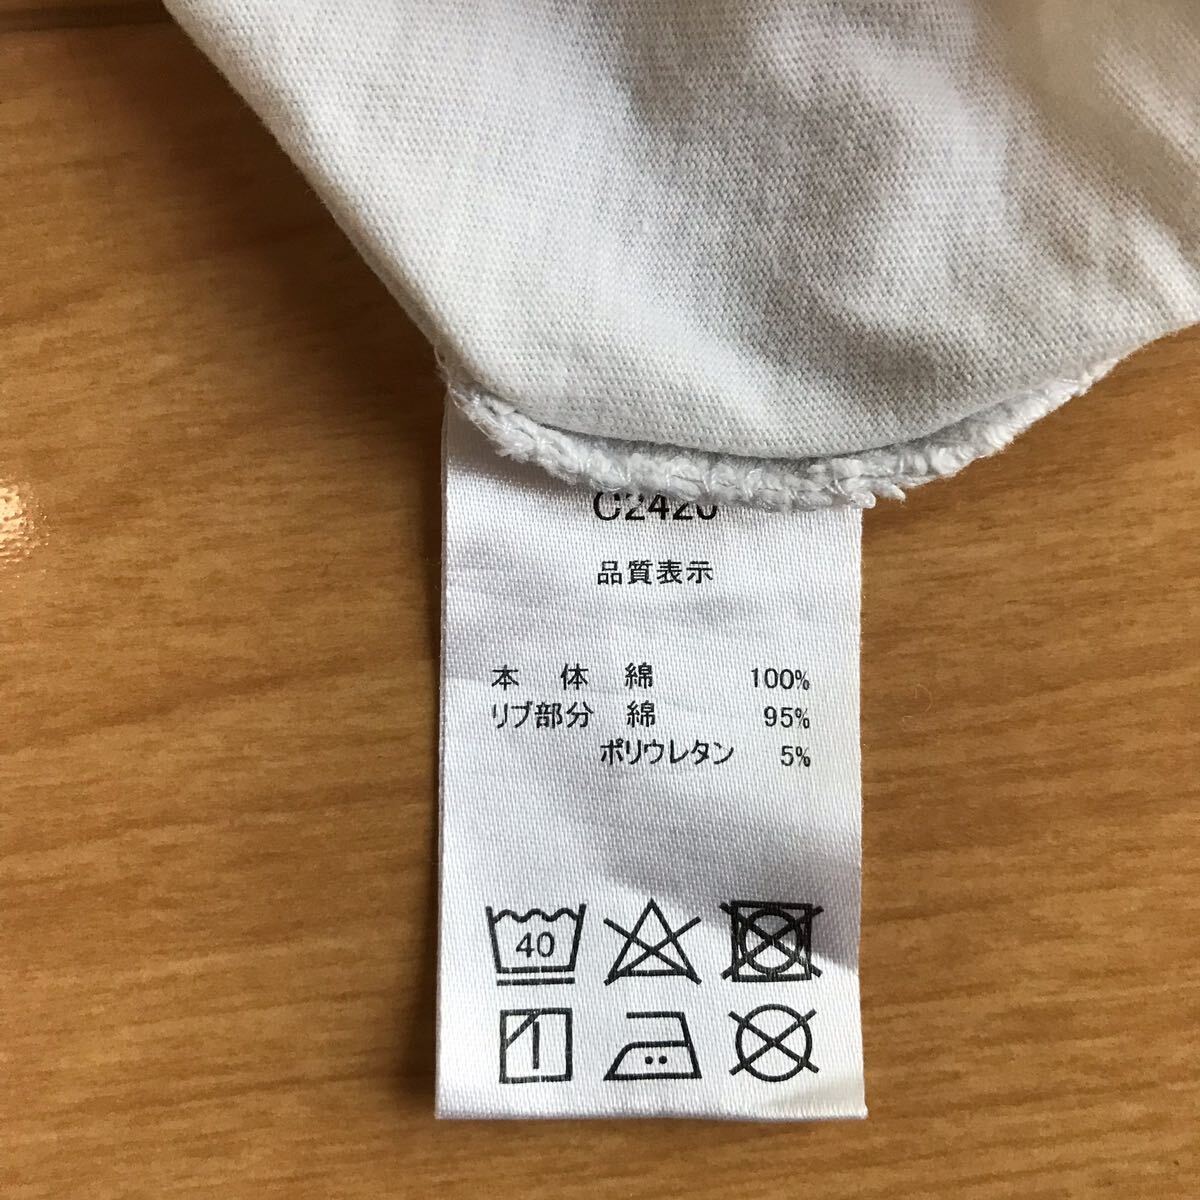 品質表示
本 体 綿 100%
リブ部分 綿 95%
ポリウレタン 5%
40